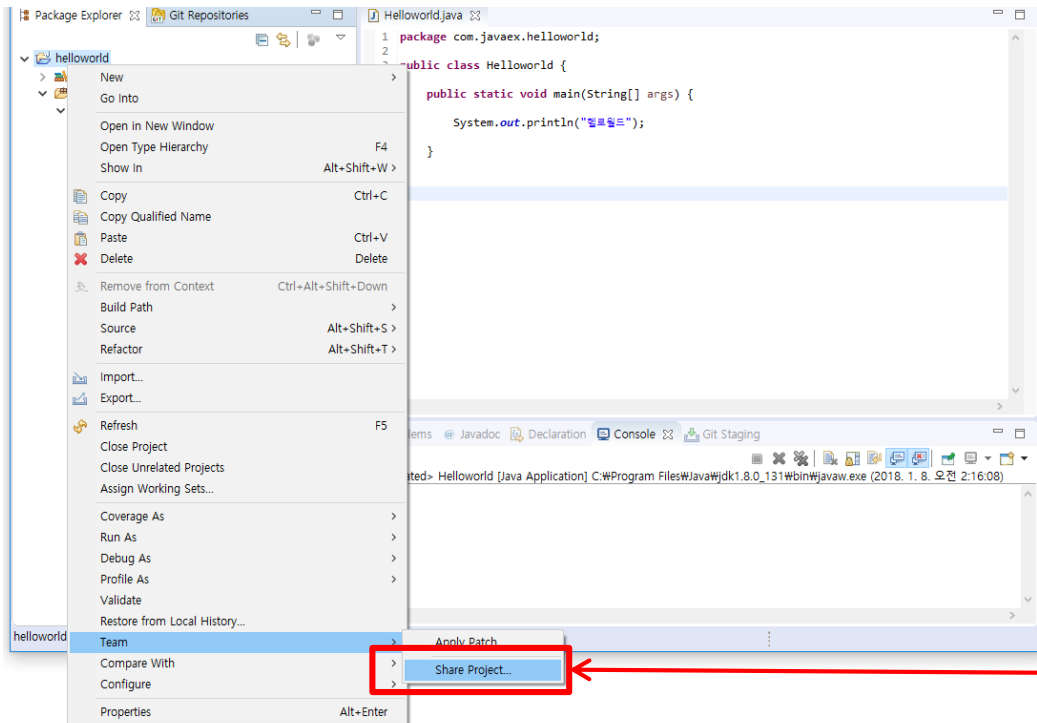 Package Explorer Git Repositories
helloworld
New
Go Into
Open in New Window
Open Type Hierarchy F4
Show In Alt+Shift+W >
Copy Ctrl+C
Copy Qualified Name
Paste Ctrl+V
Delete Delete
Remove from Context Ctrl+Alt+Shift+Down
Build Path >
Source Alt+Shift+S >
Refactor Alt+Shift+T >
Import...
Export...
Refresh F5
Close Project
Close Unrelated Projects
Assign Working Sets...
Coverage As >
Run As >
Debug As >
Profile As >
Validate
Restore from Local History...
Team >
Compare With >
Configure >
Properties Alt+Enter
Apply Patch...
Share Project...
helloworld
Helloworld.java
1 package com.javaex.helloworld;
2
public class Helloworld {
public static void main(String[] args) {
System.out.println("헬로월드");
}
lems @ Javadoc Declaration Console Git Staging
ated> Helloworld [Java Application] C:₩Program Files₩Java₩jdk1.8.0_131₩bin₩javaw.exe (2018. 1. 8. 오전 2:16:08)